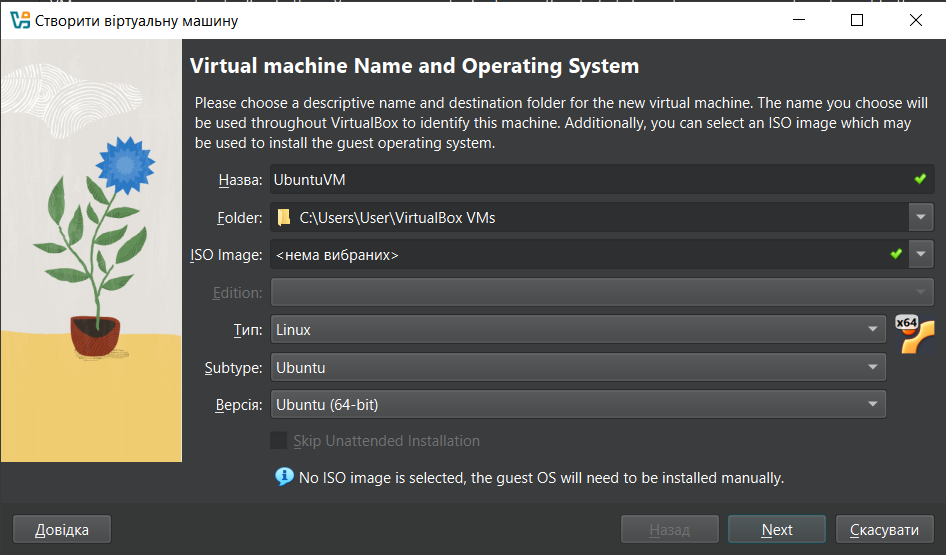 Створити віртуальну машину
Virtual machine Name and Operating System
Please choose a descriptive name and destination folder for the new virtual machine. The name you choose will
be used throughout VirtualBox to identify this machine. Additionally, you can select an ISO image which may
be used to install the guest operating system.
Назва: UbuntuVM
Folder: C:\Users\User\VirtualBox VMs
ISO Image: <нема вибраних>
Edition:
Тип: Linux
x64
Subtype: Ubuntu
Версія: Ubuntu (64-bit)
Skip Unattended Installation
No ISO image is selected, the guest OS will need to be installed manually.
Довідка Назад Next Скасувати